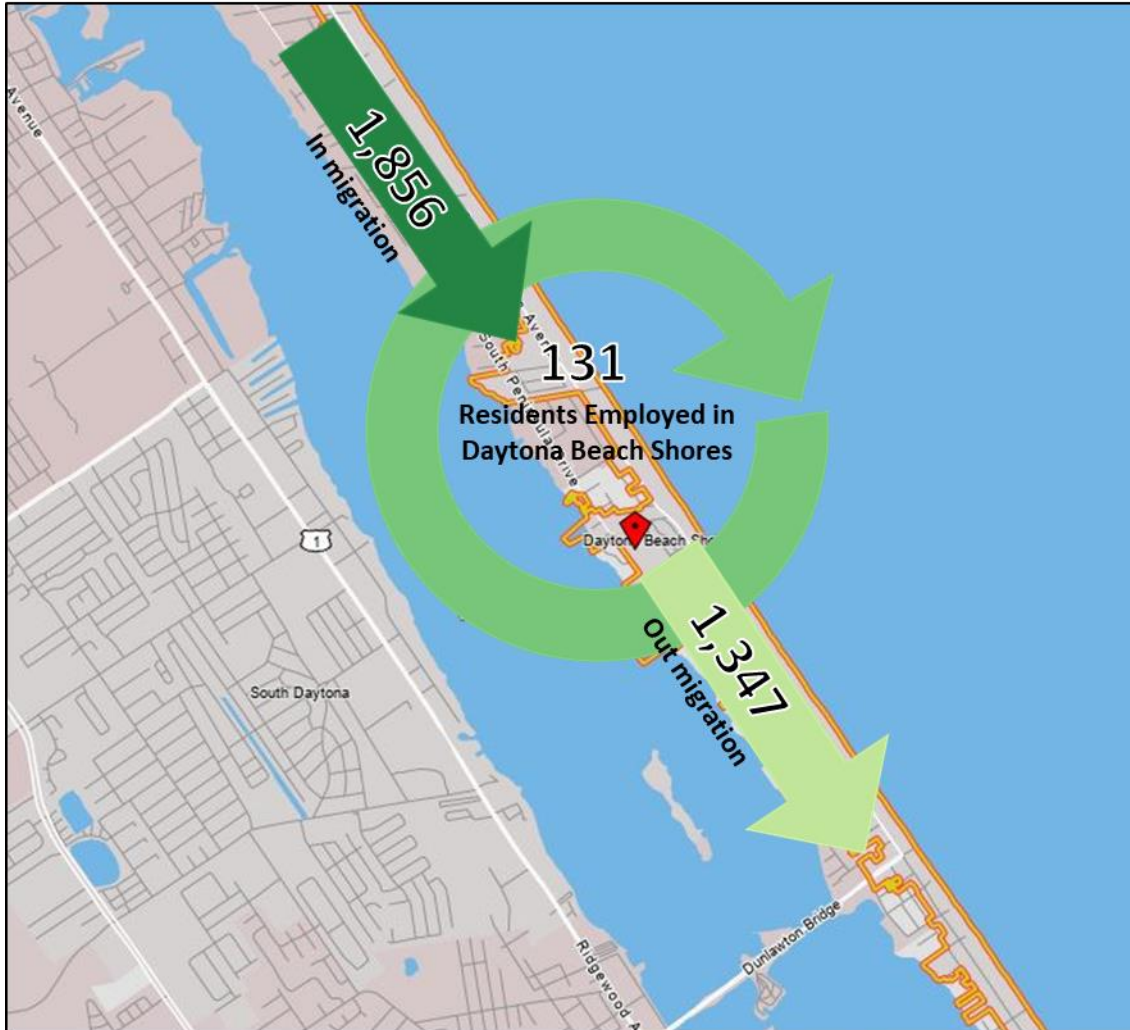 Avenue
1,856
In migration
n Aven
South Peninsula Drive
131
Residents Employed in
Daytona Beach Shores
1
Daytona Beach Sho
1,347
Out migration
South Daytona
Dunlawton Bridge
Ridgewood A